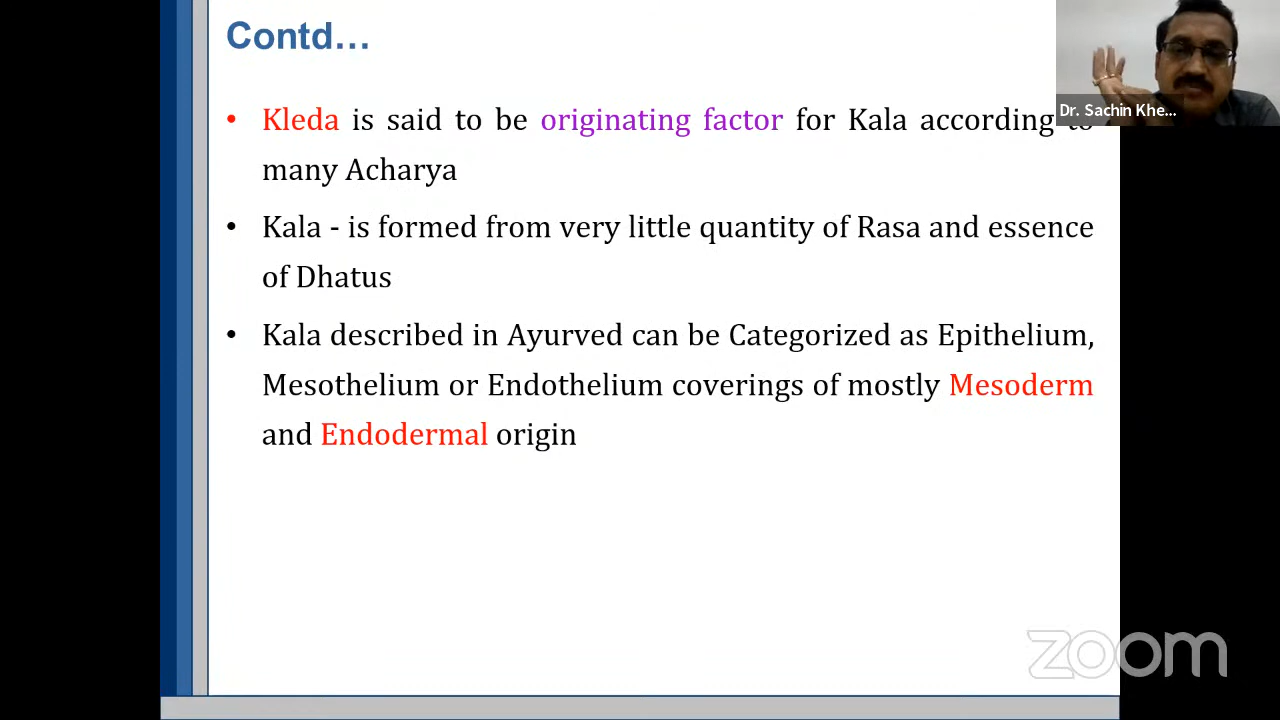 Contd…
• Kleda is said to be originating factor for Kala according to
many Acharya
• Kala - is formed from very little quantity of Rasa and essence
of Dhatus
• Kala described in Ayurved can be Categorized as Epithelium,
Mesothelium or Endothelium coverings of mostly Mesoderm
and Endodermal origin
Dr. Sachin Khe...
zoom